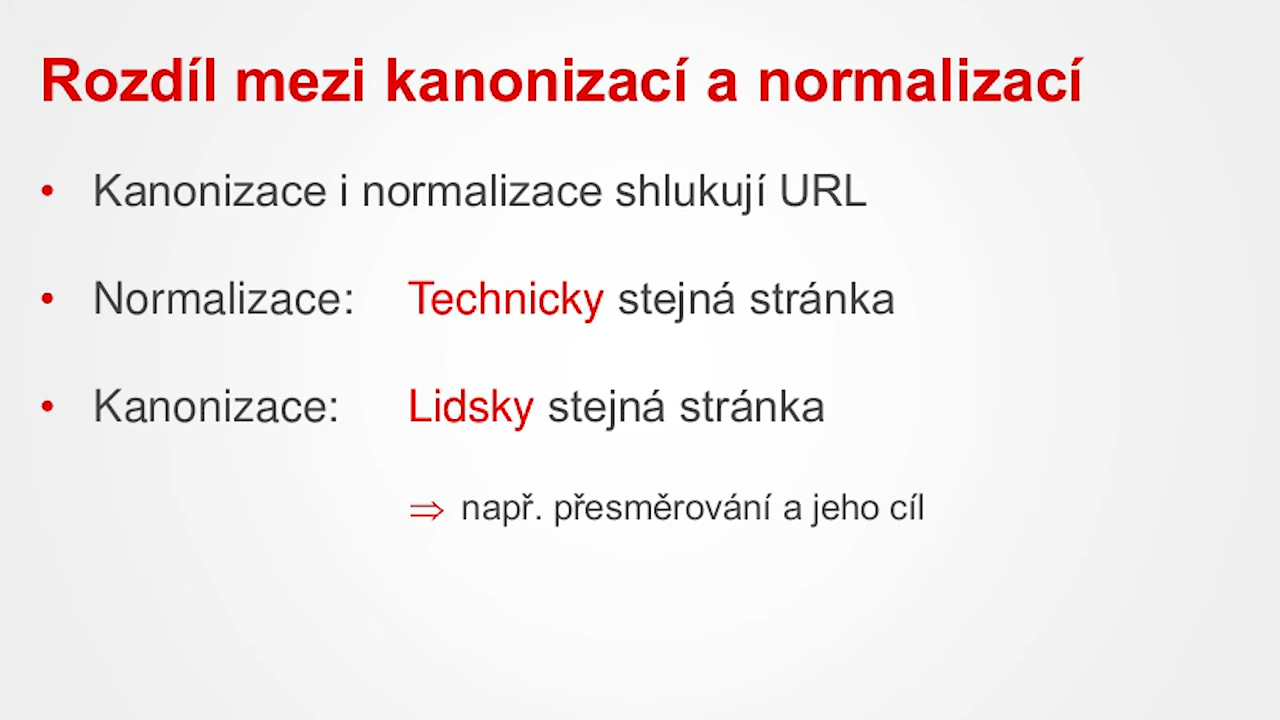 Rozdíl mezi kanonizací a normalizací
• Kanonizace i normalizace shlukují URL
• Normalizace: Technicky stejná stránka
• Kanonizace: Lidsky stejná stránka
⇒ např. přesměrování a jeho cíl